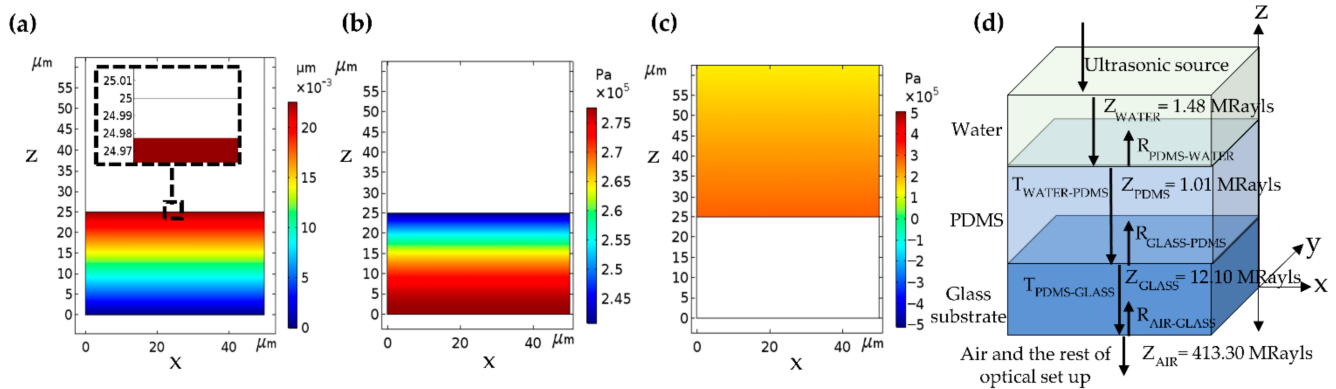 (a)
(b)
(c)
(d)
μm
μm
×10⁻³
60
55
50
45
40
35
30
25
20
15
10
5
0
25.01
25
24.99
24.98
24.97
Z
0
20
40
μm
X
20
15
10
5
0
μm
Pa
×10⁵
60
55
50
45
40
35
30
25
20
15
10
5
0
Z
0
20
40
μm
X
2.75
2.7
2.65
2.6
2.55
2.5
2.45
μm
Pa
×10⁵
55
50
45
40
35
30
25
20
15
10
5
0
Z
0
20
40
μm
X
5
4
3
2
1
0
−1
−2
−3
−4
−5
z
Ultrasonic source
Z_WATER = 1.48 MRayls
Water
R_PDMS-WATER
T_WATER-PDMS
Z_PDMS = 1.01 MRayls
PDMS
R_GLASS-PDMS
y
T_PDMS-GLASS
Z_GLASS = 12.10 MRayls
x
Glass
substrate
R_AIR-GLASS
Air and the rest of
optical set up
Z_AIR = 413.30 MRayls